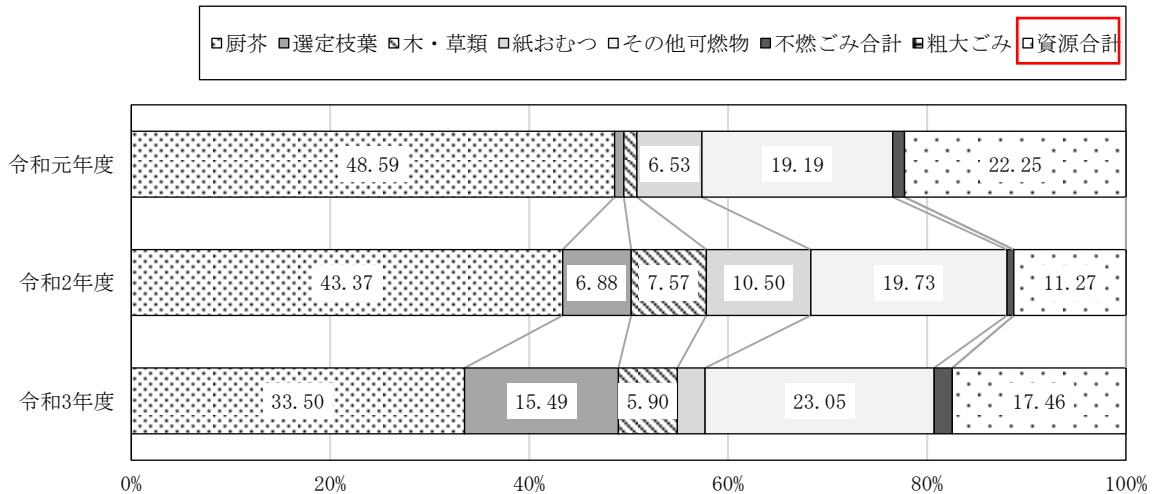 厨芥 選定枝葉 木・草類 紙おむつ その他可燃物 不燃ごみ合計 粗大ごみ 資源合計
令和元年度 48.59 6.53 19.19 22.25
令和2年度 43.37 6.88 7.57 10.50 19.73 11.27
令和3年度 33.50 15.49 5.90 23.05 17.46
0% 20% 40% 60% 80% 100%